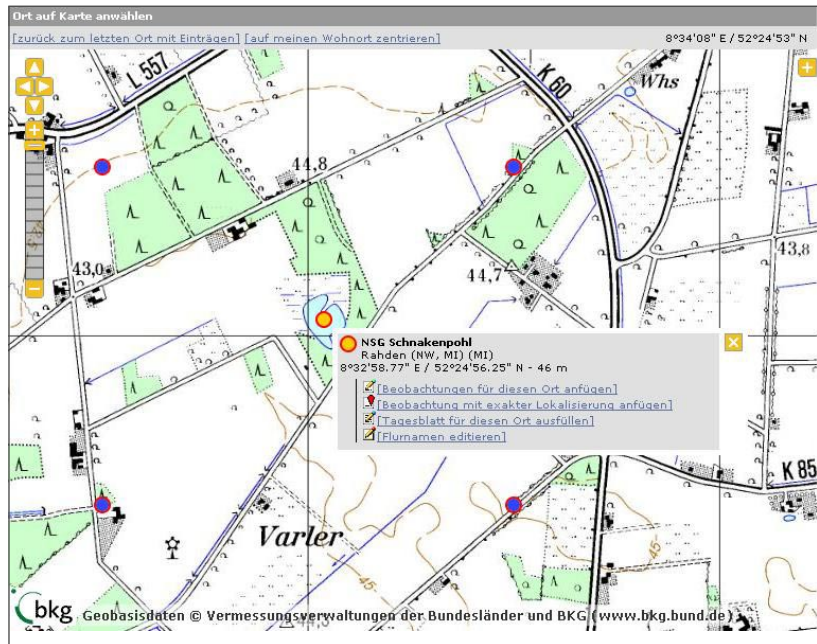 Ort auf Karte anwählen
[zurück zum letzten Ort mit Einträgen] [auf meinen Wohnort zentrieren] 8°34'08" E / 52°24'53" N
L 557
K 60
Whs
44,8
43,0
44,7
43,8
NSG Schnakenpohl
Rahden (NW, MI) (MI)
8°32'58.77" E / 52°24'56.25" N - 46 m
[Beobachtungen für diesen Ort anfügen]
[Beobachtung mit exakter Lokalisierung anfügen]
[Tagesblatt für diesen Ort ausfüllen]
[Flurnamen editieren]
K 85
Varler
45
45
bkg Geobasisdaten © Vermessungsverwaltungen der Bundesländer und BKG (www.bkg.bund.de)